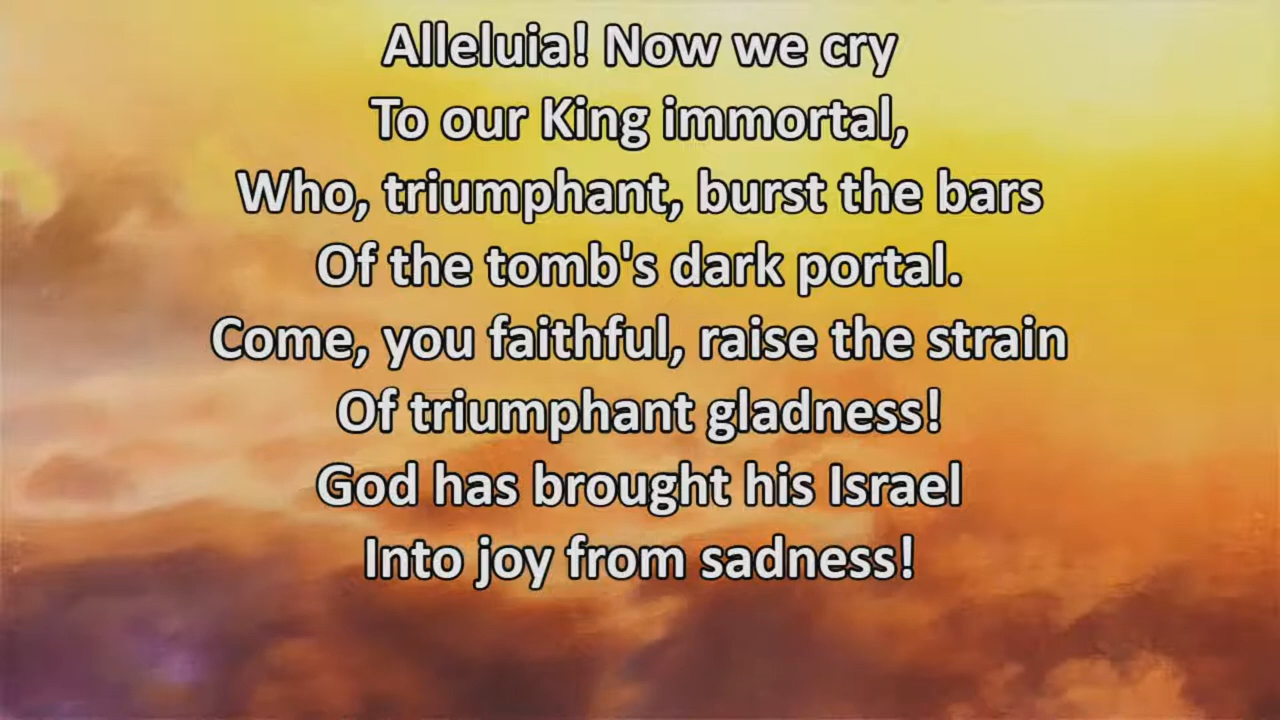 Alleluia! Now we cry
To our King immortal,
Who, triumphant, burst the bars
Of the tomb's dark portal.
Come, you faithful, raise the strain
Of triumphant gladness!
God has brought his Israel
Into joy from sadness!